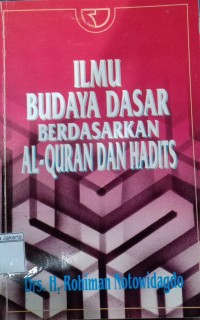 ILMU
BUDAYA DASAR
BERDASARKAN
AL-QURAN DAN HADITS
Drs. H. Rohiman Notowidagdo